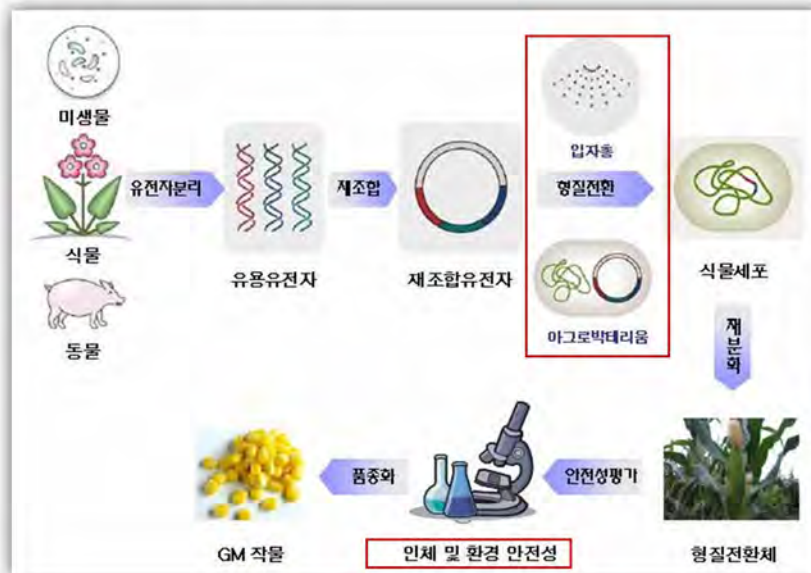 미생물
식물
동물
유전자분리
유용유전자
재조합
재조합유전자
입자총
형질전환
아그로박테리움
식물세포
재분화
형질전환체
안전성평가
인체 및 환경 안전성
품종화
GM 작물